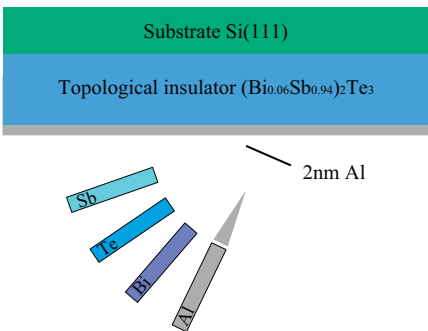 Substrate Si(111)
Topological insulator (Bi₀.₀₆Sb₀.₉₄)₂Te₃
2nm Al
Sb
Te
Bi
Al